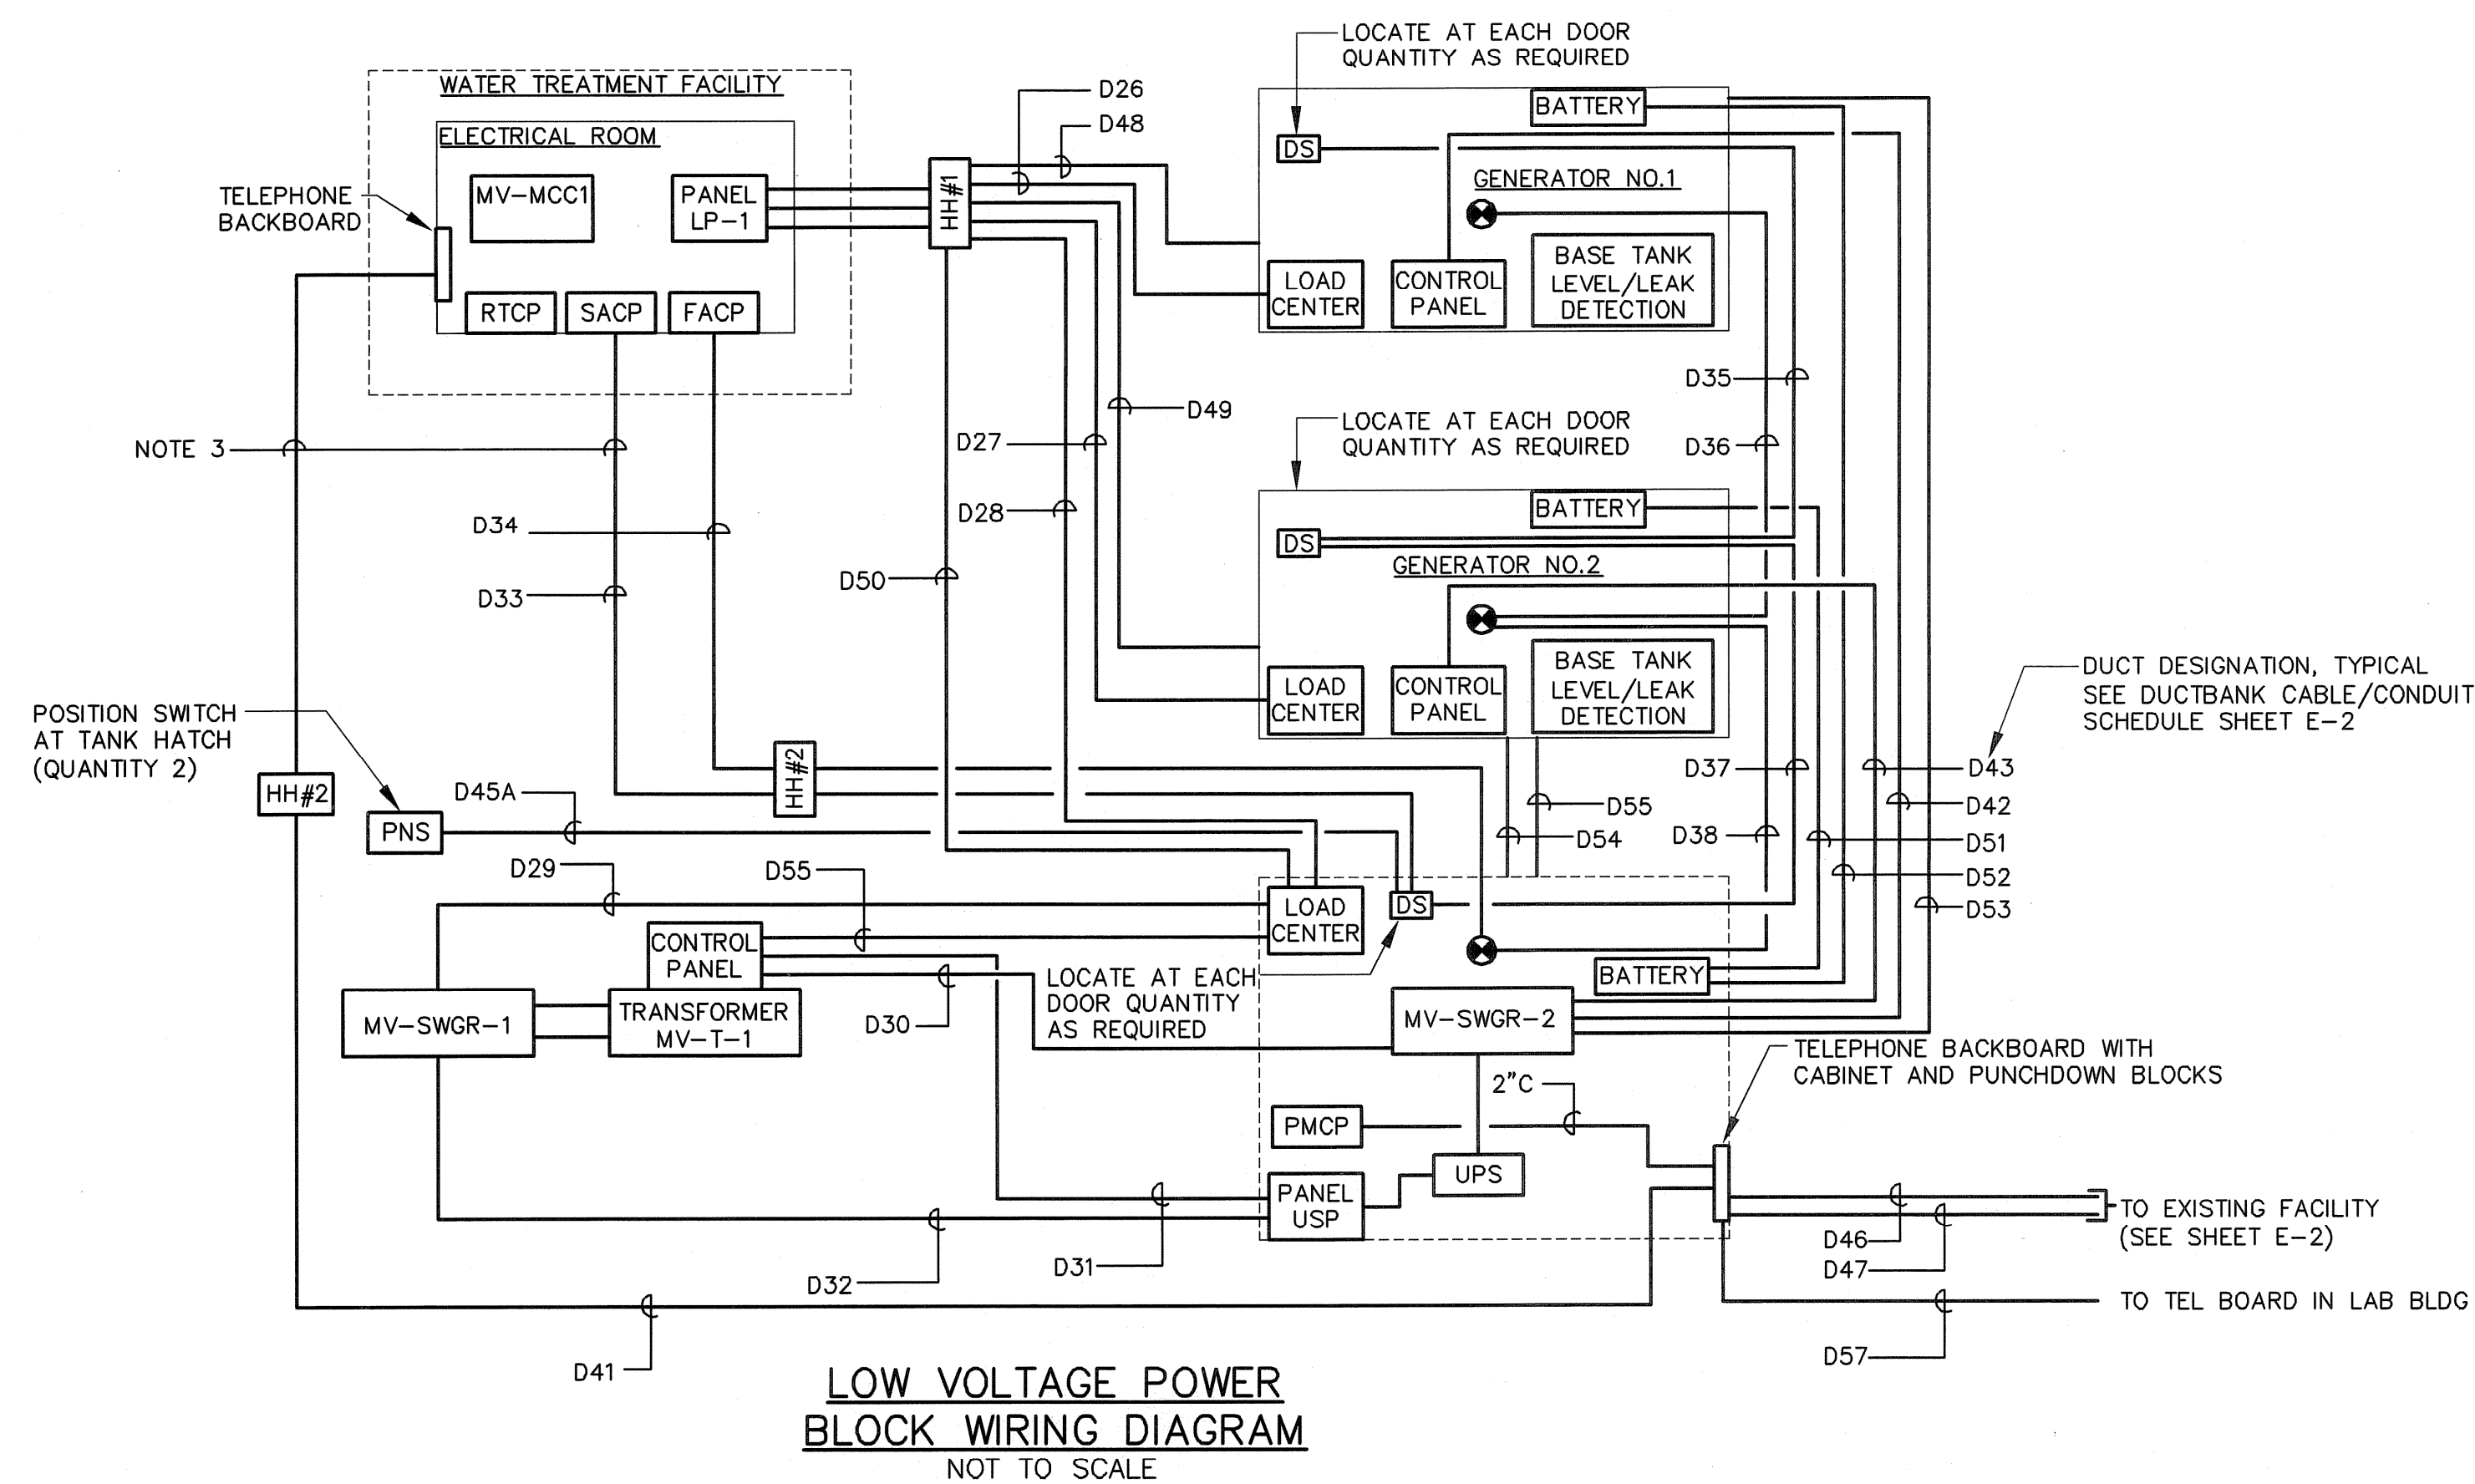 LOCATE AT EACH DOOR
QUANTITY AS REQUIRED
WATER TREATMENT FACILITY
ELECTRICAL ROOM
TELEPHONE
BACKBOARD
MV-MCC1
PANEL
LP-1
RTCP
SACP
FACP
HH#1
D26
D48
BATTERY
DS
GENERATOR NO.1
LOAD
CENTER
CONTROL
PANEL
BASE TANK
LEVEL/LEAK
DETECTION
D35
D36
D49
D27
D28
D50
NOTE 3
D34
D33
LOCATE AT EACH DOOR
QUANTITY AS REQUIRED
BATTERY
DS
GENERATOR NO.2
LOAD
CENTER
CONTROL
PANEL
BASE TANK
LEVEL/LEAK
DETECTION
DUCT DESIGNATION, TYPICAL
SEE DUCTBANK CABLE/CONDUIT
SCHEDULE SHEET E-2
POSITION SWITCH
AT TANK HATCH
(QUANTITY 2)
HH#2
PNS
D45A
HH#2
D37
D38
D55
D54
D43
D42
D51
D52
D53
D29
D55
LOAD
CENTER
DS
CONTROL
PANEL
TRANSFORMER
MV-T-1
MV-SWGR-1
D30
LOCATE AT EACH
DOOR QUANTITY
AS REQUIRED
BATTERY
MV-SWGR-2
2"C
TELEPHONE BACKBOARD WITH
CABINET AND PUNCHDOWN BLOCKS
PMCP
UPS
PANEL
USP
D46
D47
TO EXISTING FACILITY
(SEE SHEET E-2)
D31
D32
TO TEL BOARD IN LAB BLDG
D57
D41
LOW VOLTAGE POWER
BLOCK WIRING DIAGRAM
NOT TO SCALE